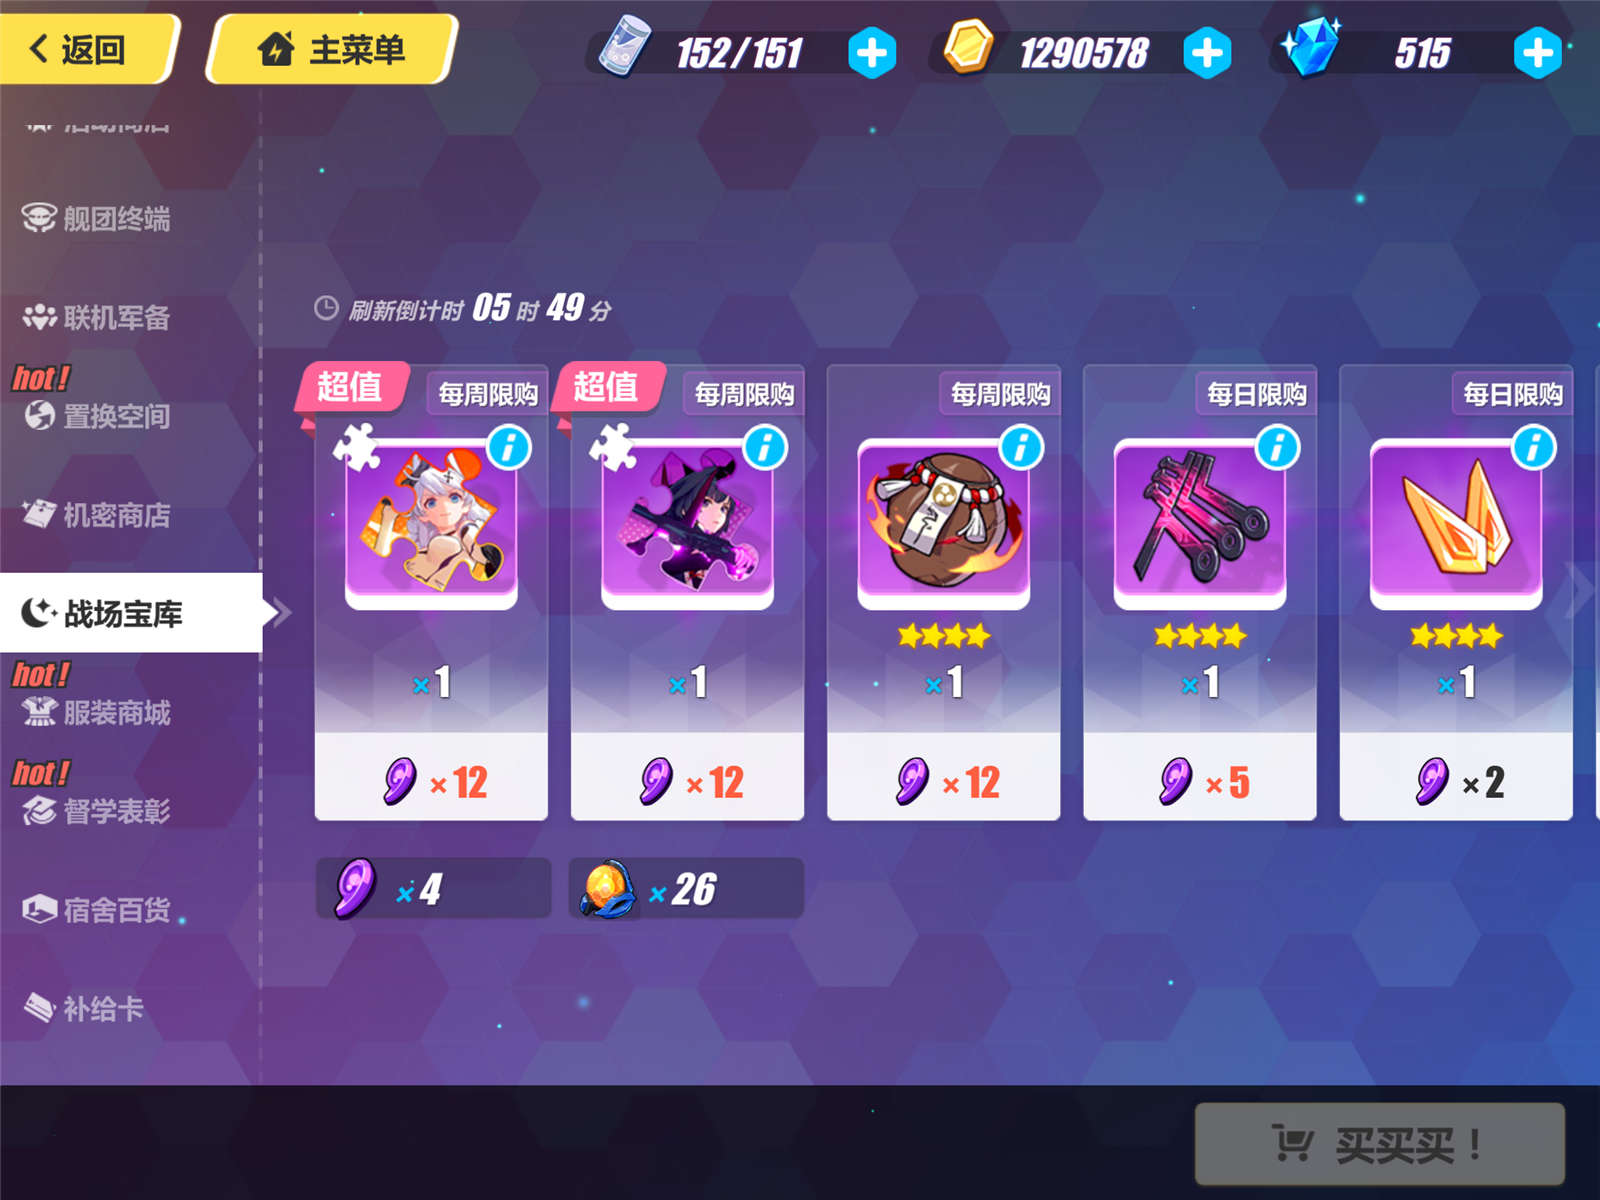 返回
主菜单
152/151
1290578
515
活动商店
舰团终端
联机军备
hot!
置换空间
机密商店
战场宝库
hot!
服装商城
hot!
督学表彰
宿舍百货
补给卡
刷新倒计时 05 时 49 分
超值
每周限购
×1
×12
超值
每周限购
×1
×12
每周限购
×1
×12
每日限购
×1
×5
每日限购
×1
×2
×4
×26
买买买!